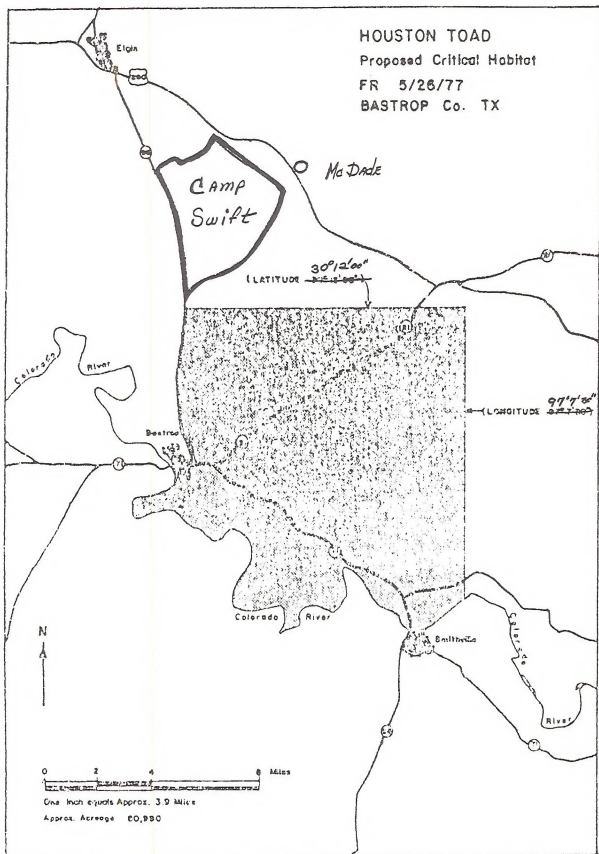 HOUSTON TOAD
Proposed Critical Habitat
FR 5/26/77
BASTROP Co. TX
Elgin
290
McDade
CAMP
Swift
30°12'00"
(LATITUDE
97°7'30"
(LONGITUDE
Colorado
River
Bastrop
71
Colorado River
Smithville
Colorado
River
N
0 2 4 8 Miles
One Inch equals Approx. 3.9 Miles
Approx. Acreage